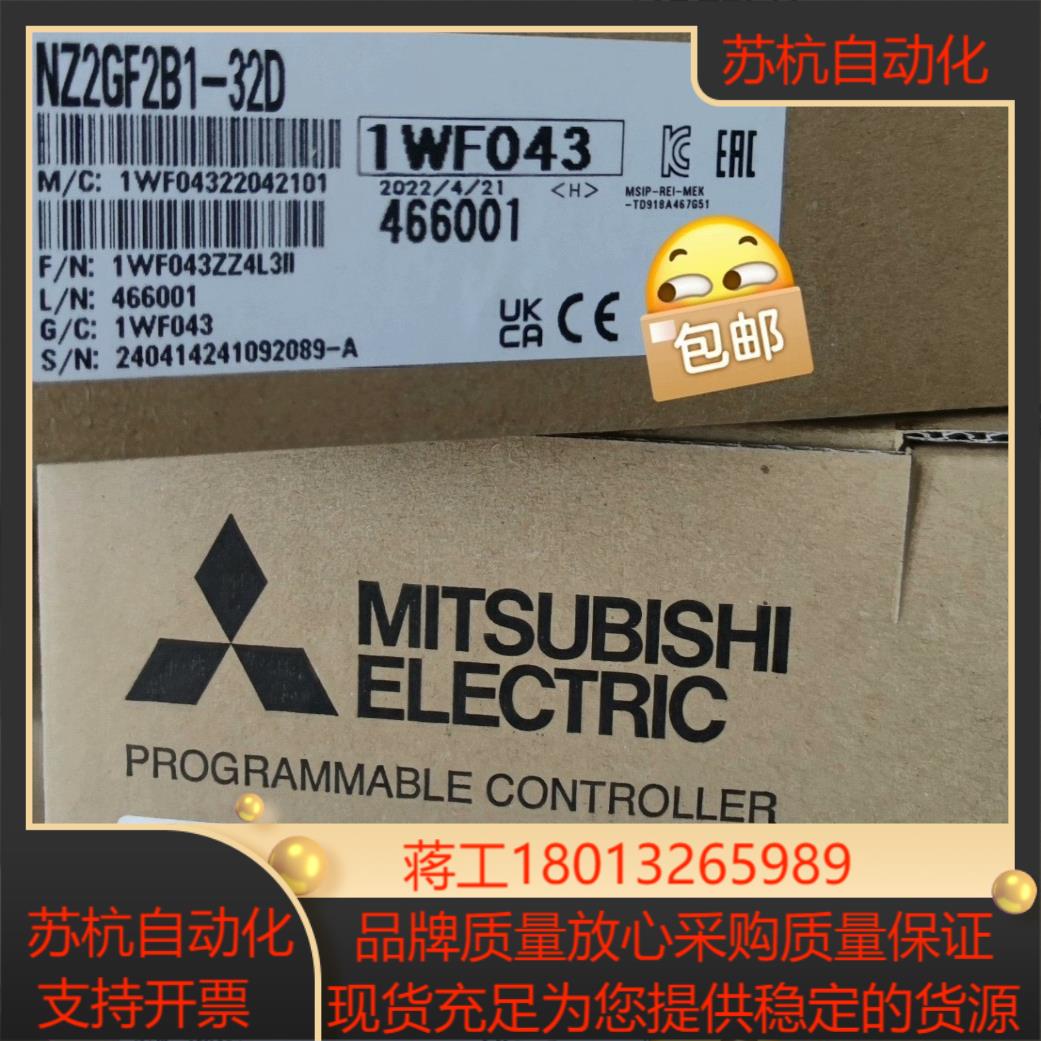 苏杭自动化
NZ2GF2B1-32D
1WF043
EAC
M/C: 1WF04322042101
2022/4/21 <H>
MSIP-REI-MEK
-TD918A467G51
466001
F/N: 1WF043ZZ4L3II
L/N: 466001
G/C: 1WF043
S/N: 240414241092089-A
UK
CA CE
包邮
MITSUBISHI
ELECTRIC
PROGRAMMABLE CONTROLLER
蒋工18013265989
苏杭自动化
支持开票
品牌质量放心采购质量保证
现货充足为您提供稳定的货源